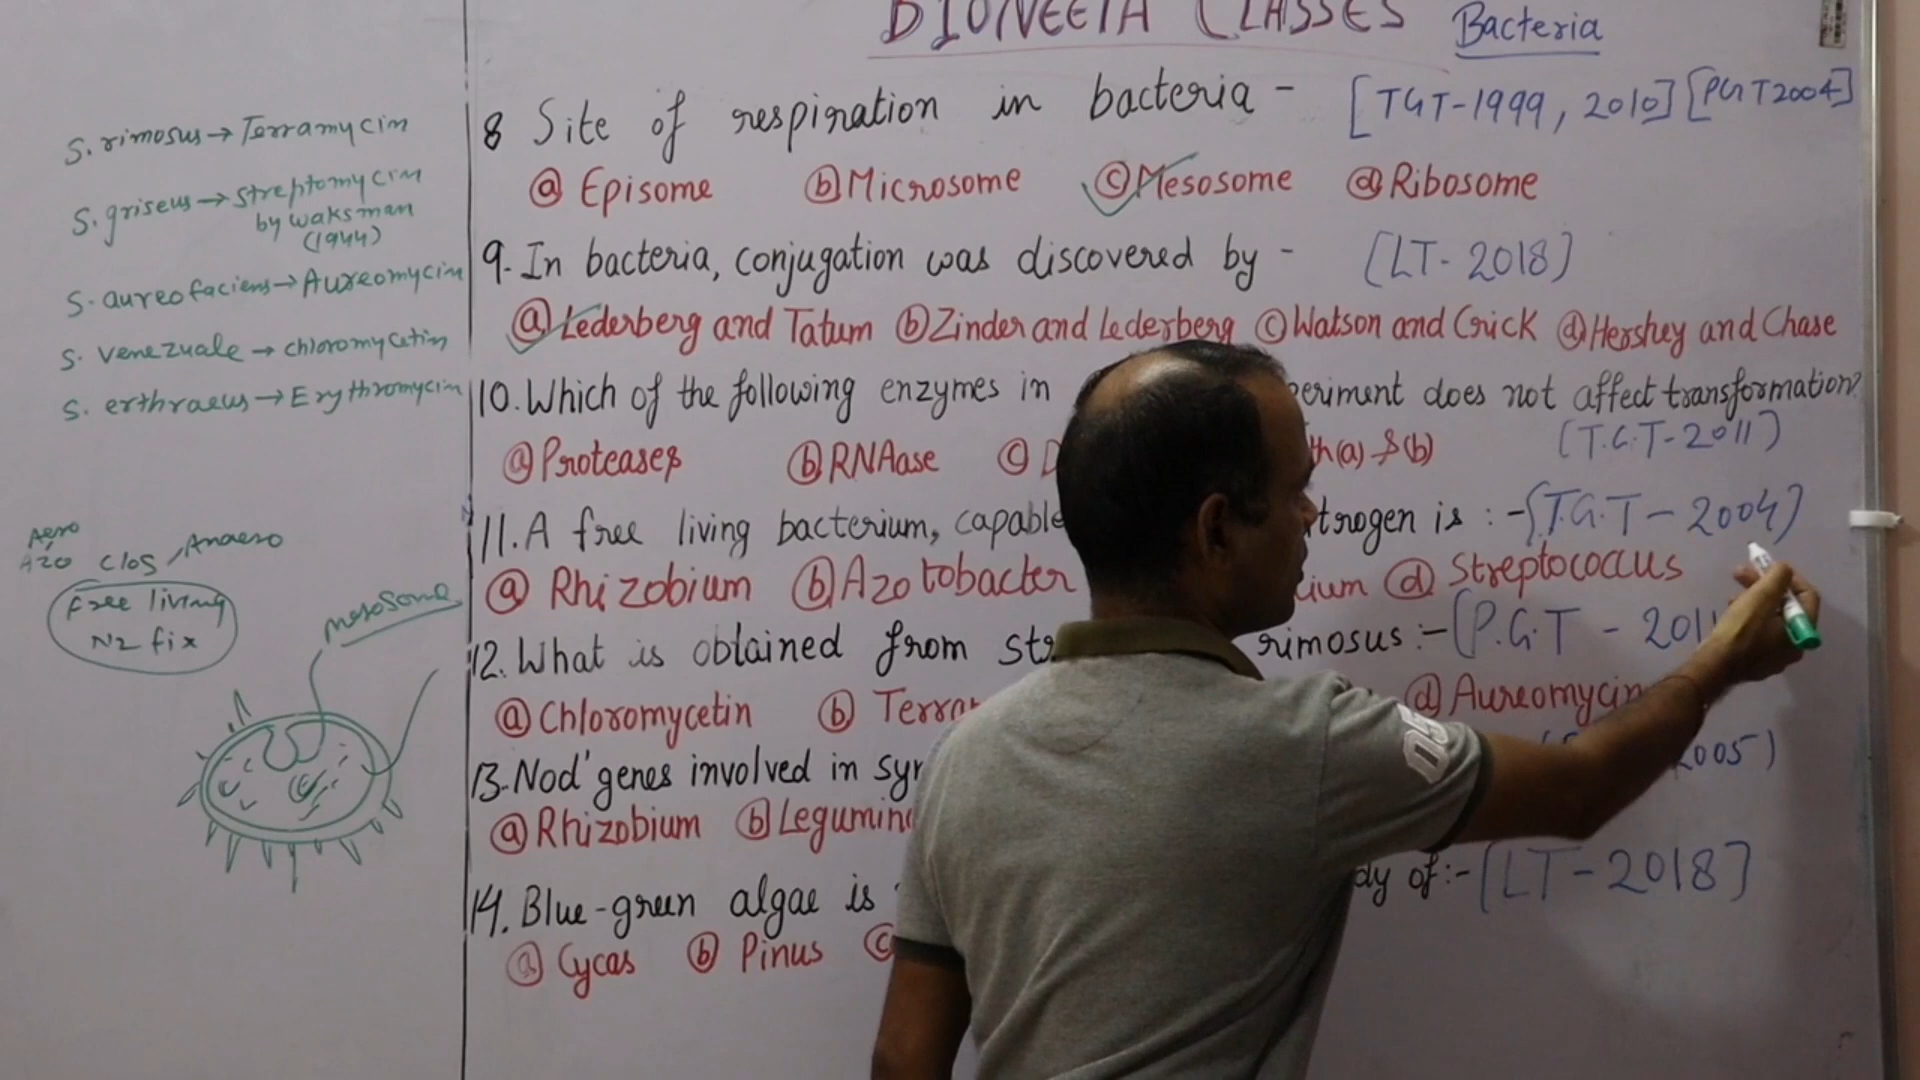 CLASSES Bacteria
S. rimosus → Terramycin
S. griseus → Streptomycin
by Waksman
(1944)
S. aureofaciens → Aureomycin
S. Venezuale → chloromycetin
S. erthraeus → Erythromycin
Aero
Azo Clos Anaero
Free living
N2 fix
mesosome
8 Site of respiration in bacteria - [TGT-1999, 2010] [PGT2004]
(a) Episome (b) Microsome (c) Mesosome (d) Ribosome
9. In bacteria, conjugation was discovered by - [LT- 2018]
(a) Lederberg and Tatum (b) Zinder and Lederberg (c) Watson and Crick (d) Hershey and Chase
10. Which of the following enzymes in periment does not affect transformation?
(a) Proteases (b) RNAase (c) D th(a) & (b) (T.G.T-2011)
11. A free living bacterium, capable trogen is :- [T.G.T - 2004]
(a) Rhizobium (b) Azotobacter ium (d) Streptococcus
12. What is obtained from rimosus :- (P.G.T - 2011
(a) Chloromycetin (b) Terra (d) Aureomycin
13. Nod' genes involved in sy 2005)
(a) Rhizobium (b) Legumino
14. Blue-green algae is dy of:- [LT - 2018]
(a) Cycas (b) Pinus (c)